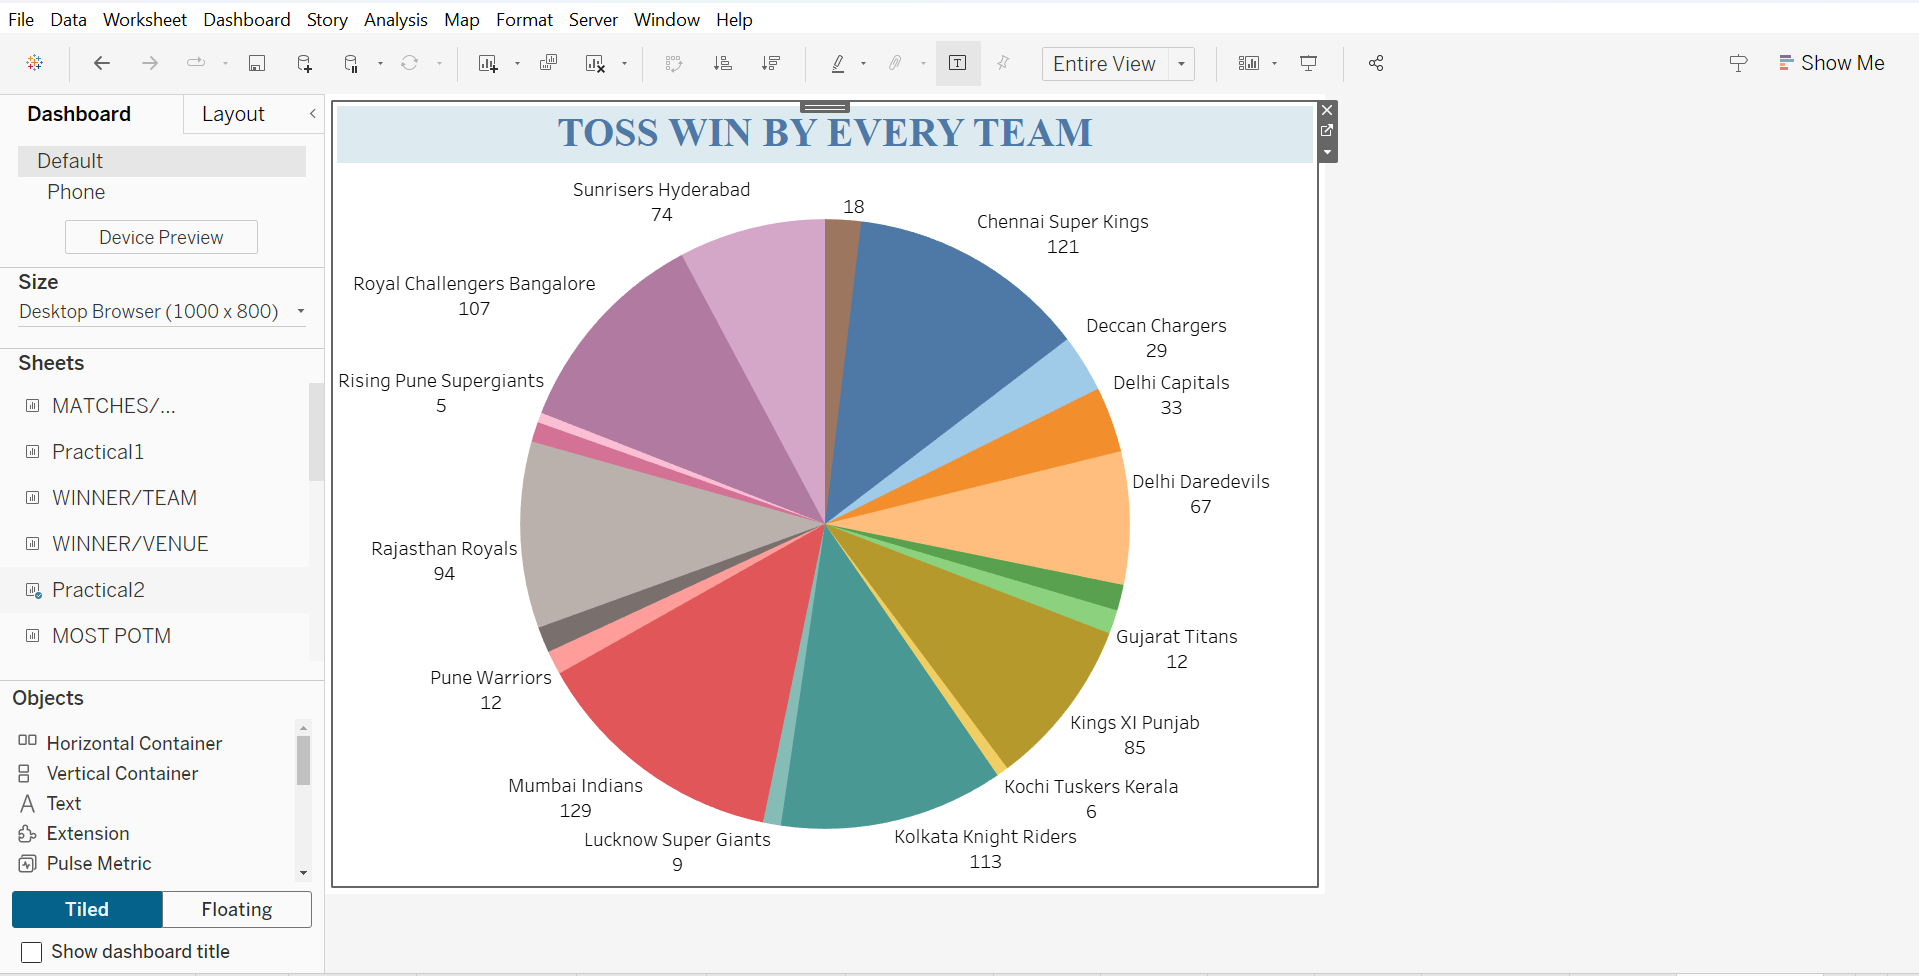 File Data Worksheet Dashboard Story Analysis Map Format Server Window Help
Entire View
Show Me
Dashboard Layout
Default
Phone
Device Preview
Size
Desktop Browser (1000 x 800)
Sheets
MATCHES/...
Practical1
WINNER/TEAM
WINNER/VENUE
Practical2
MOST POTM
Objects
Horizontal Container
Vertical Container
Text
Extension
Pulse Metric
Tiled Floating
Show dashboard title
TOSS WIN BY EVERY TEAM
Sunrisers Hyderabad
74
18
Chennai Super Kings
121
Royal Challengers Bangalore
107
Deccan Chargers
29
Rising Pune Supergiants
5
Delhi Capitals
33
Delhi Daredevils
67
Rajasthan Royals
94
Gujarat Titans
12
Pune Warriors
12
Kings XI Punjab
85
Mumbai Indians
129
Kochi Tuskers Kerala
6
Lucknow Super Giants
9
Kolkata Knight Riders
113